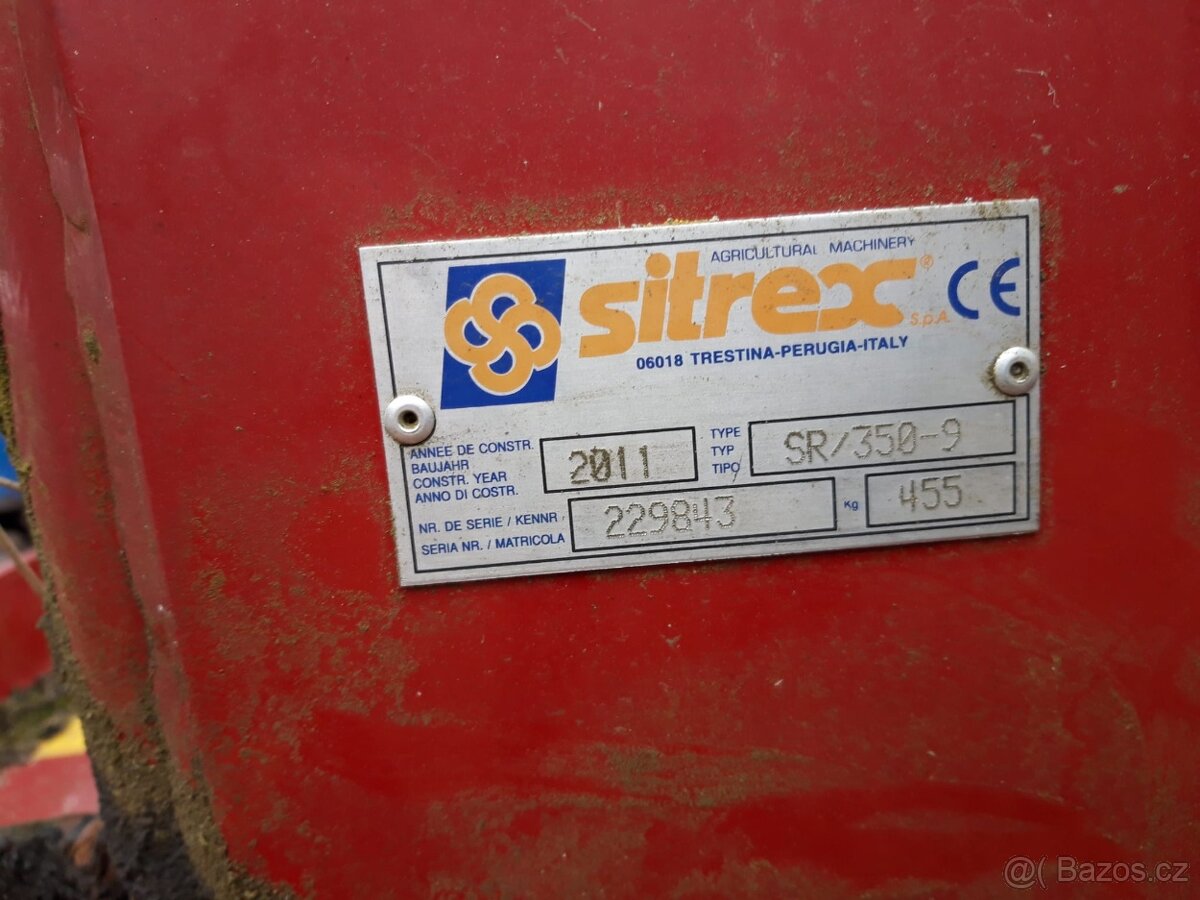 AGRICULTURAL MACHINERY
sitrex® S.p.A. CE
06018 TRESTINA-PERUGIA-ITALY
ANNEE DE CONSTR.
BAUJAHR
CONSTR. YEAR
ANNO DI COSTR.
2011
TYPE
TYP
TIPO
SR/350-9
NR. DE SERIE / KENNR
SERIA NR. / MATRICOLA
229843
Kg
455
@( Bazos.cz